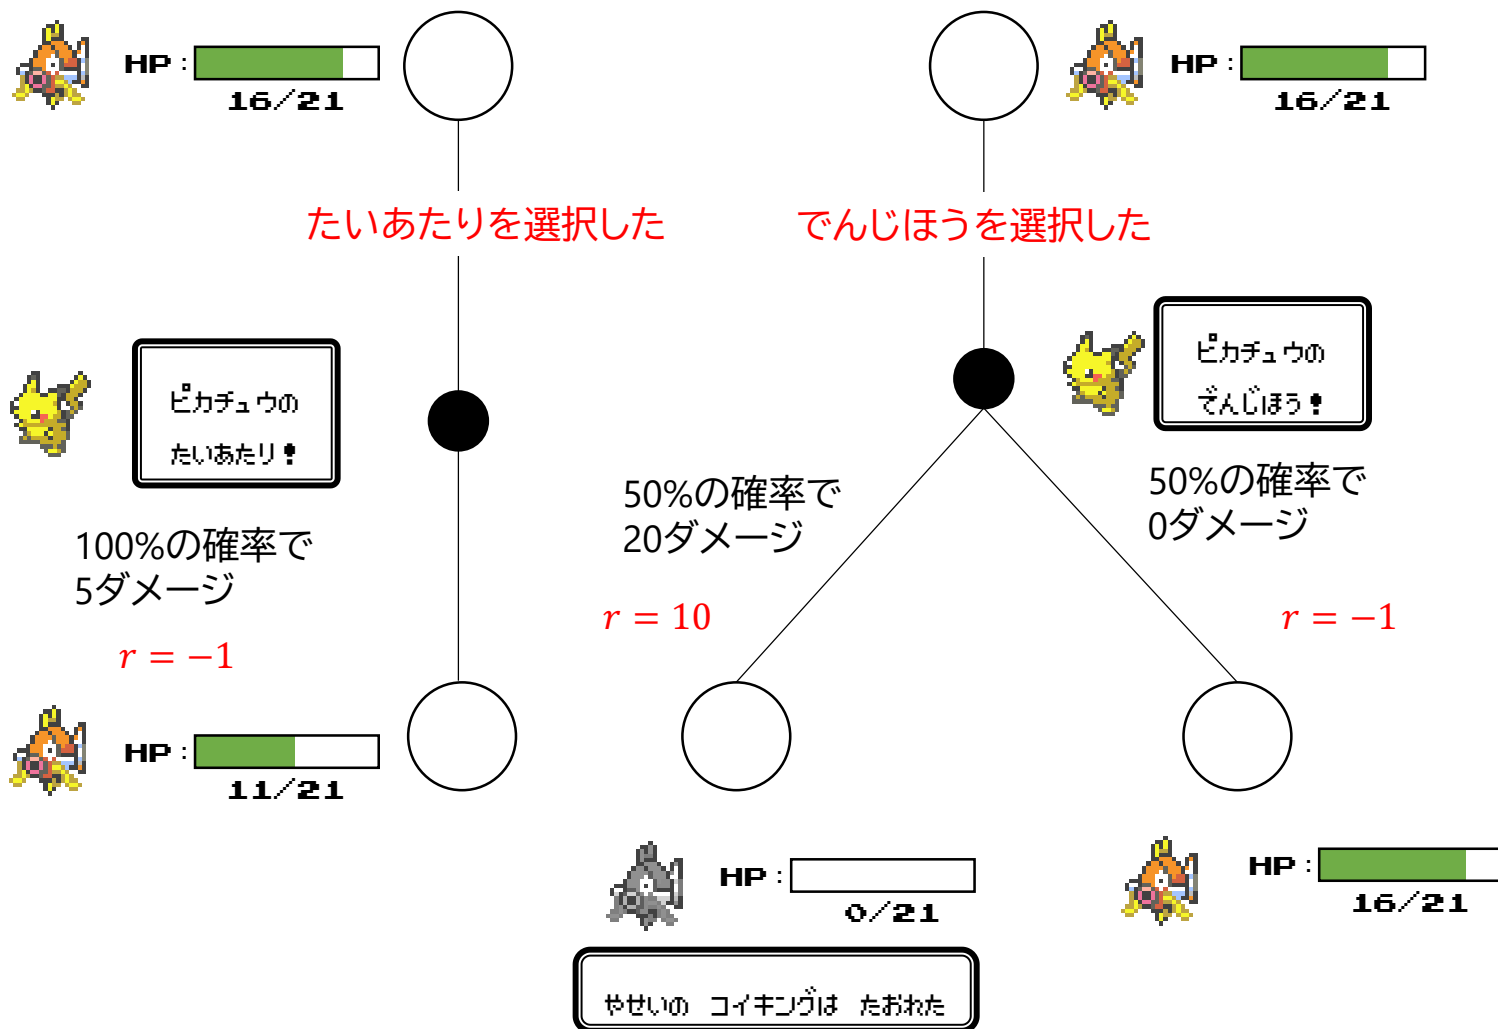 HP :
16/21
HP :
16/21
たいあたりを選択した
でんじほうを選択した
ピカチュウの
たいあたり！
ピカチュウの
でんじほう！
100%の確率で
5ダメージ
50%の確率で
20ダメージ
50%の確率で
0ダメージ
r = −1
r = 10
r = −1
HP :
11/21
HP :
0/21
HP :
16/21
やせいの コイキングは たおれた